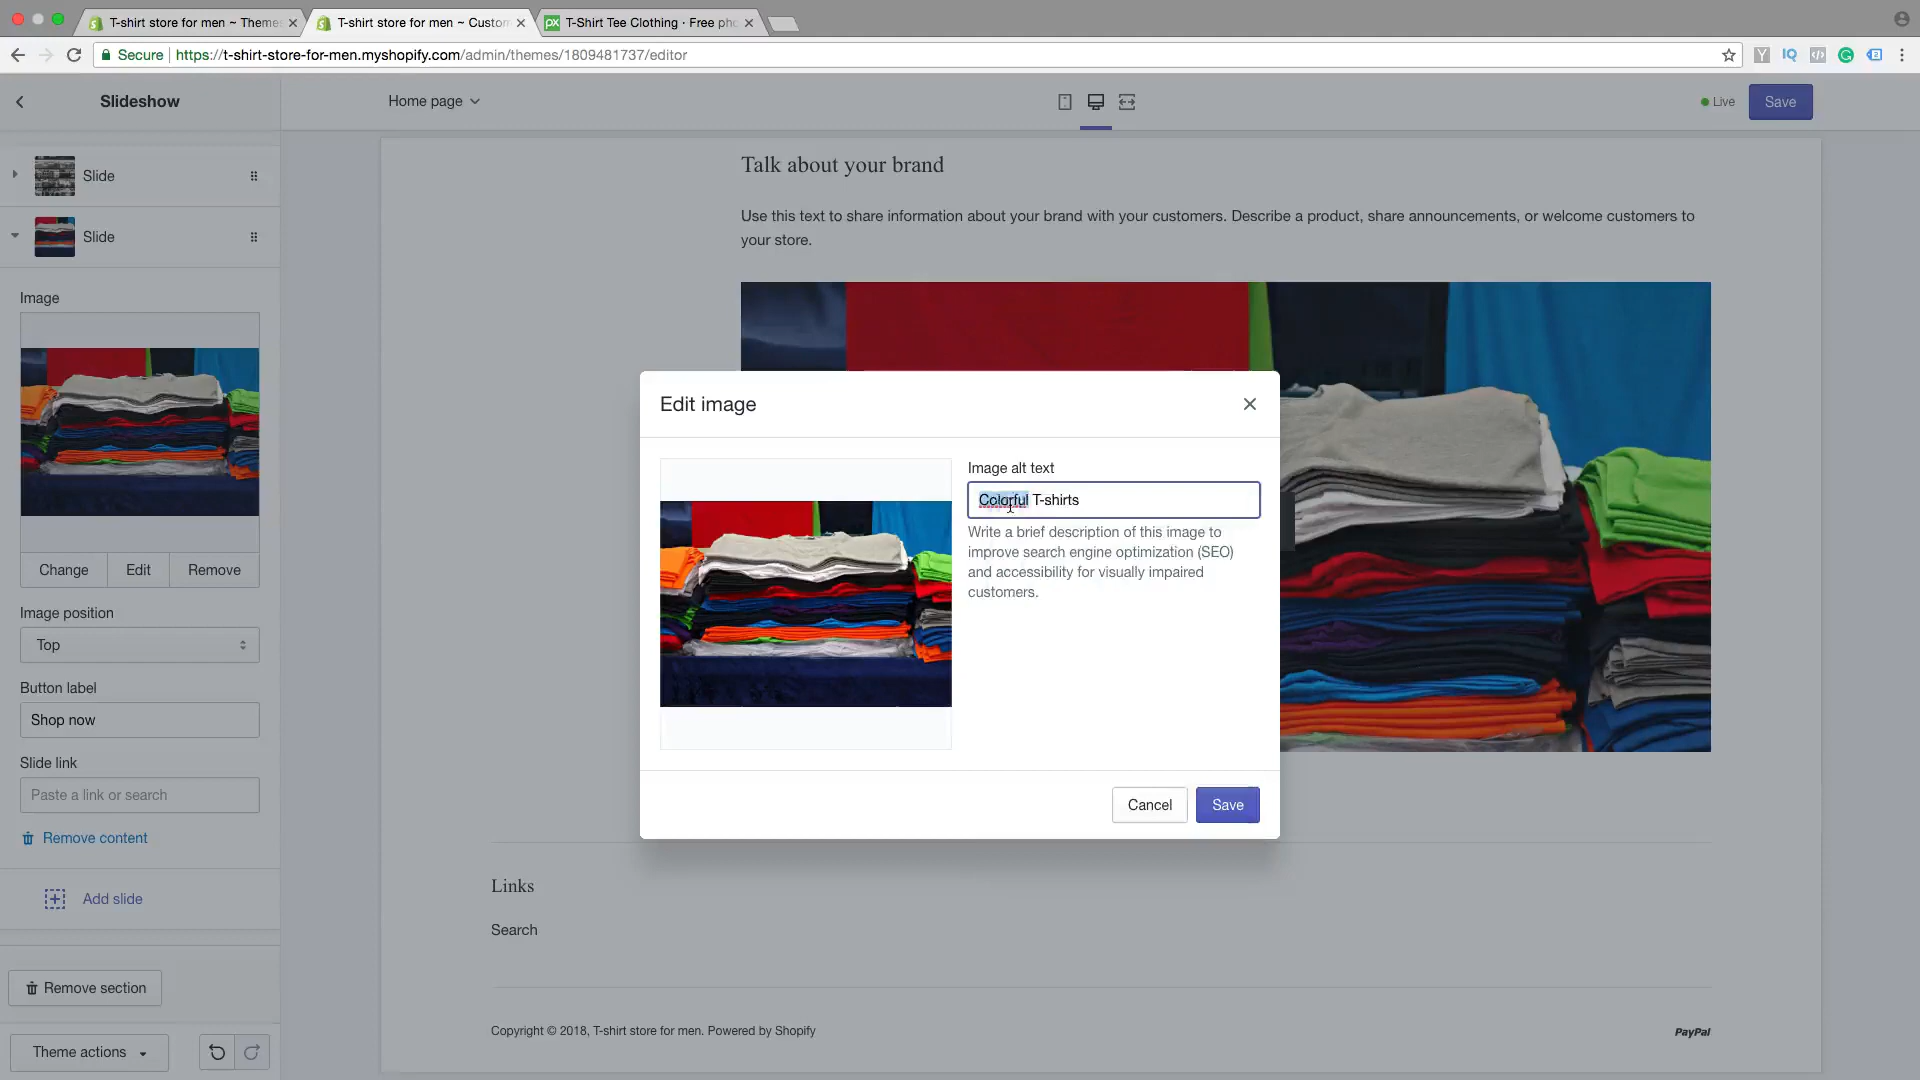 T-shirt store for men ~ Theme
T-shirt store for men ~ Custom
T-Shirt Tee Clothing · Free pho
Secure
https://t-shirt-store-for-men.myshopify.com/admin/themes/1809481737/editor
IQ
Slideshow
Home page
Live
Save
Slide
Slide
Image
Change
Edit
Remove
Image position
Top
Button label
Shop now
Slide link
Paste a link or search
Remove content
Add slide
Remove section
Theme actions
Talk about your brand
Use this text to share information about your brand with your customers. Describe a product, share announcements, or welcome customers to
your store.
Edit image
Image alt text
Colorful T-shirts
Write a brief description of this image to
improve search engine optimization (SEO)
and accessibility for visually impaired
customers.
Cancel
Save
Links
Search
Copyright © 2018, T-shirt store for men. Powered by Shopify
PayPal